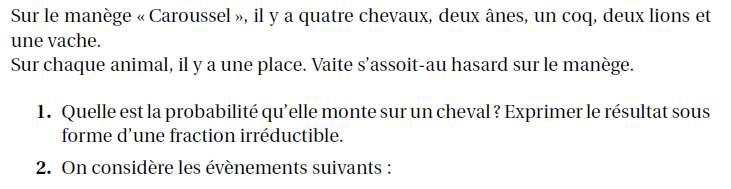 Sur le manège « Caroussel », il y a quatre chevaux, deux ânes, un coq, deux lions et
une vache.
Sur chaque animal, il y a une place. Vaite s'assoit-au hasard sur le manège.
1. Quelle est la probabilité qu'elle monte sur un cheval ? Exprimer le résultat sous
forme d'une fraction irréductible.
2. On considère les évènements suivants :